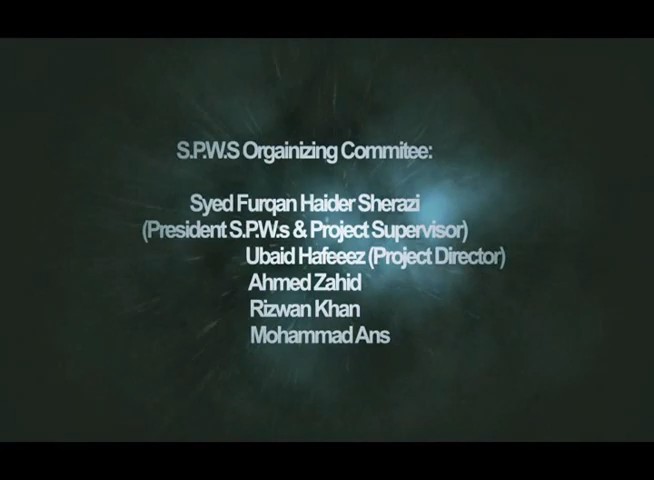 S.P.W.S Orgainizing Commitee:
Syed Furqan Haider Sherazi
(President S.P.W.s & Project Supervisor)
Ubaid Hafeeez (Project Director)
Ahmed Zahid
Rizwan Khan
Mohammad Ans